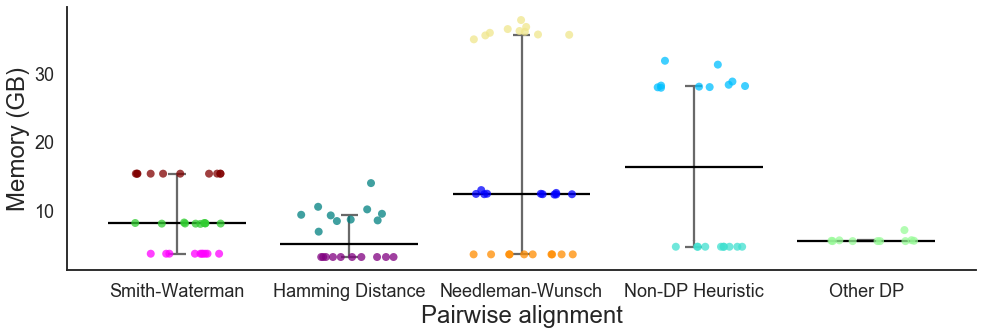 Memory (GB)
30
20
10
Smith-Waterman Hamming Distance Needleman-Wunsch Non-DP Heuristic Other DP
Pairwise alignment